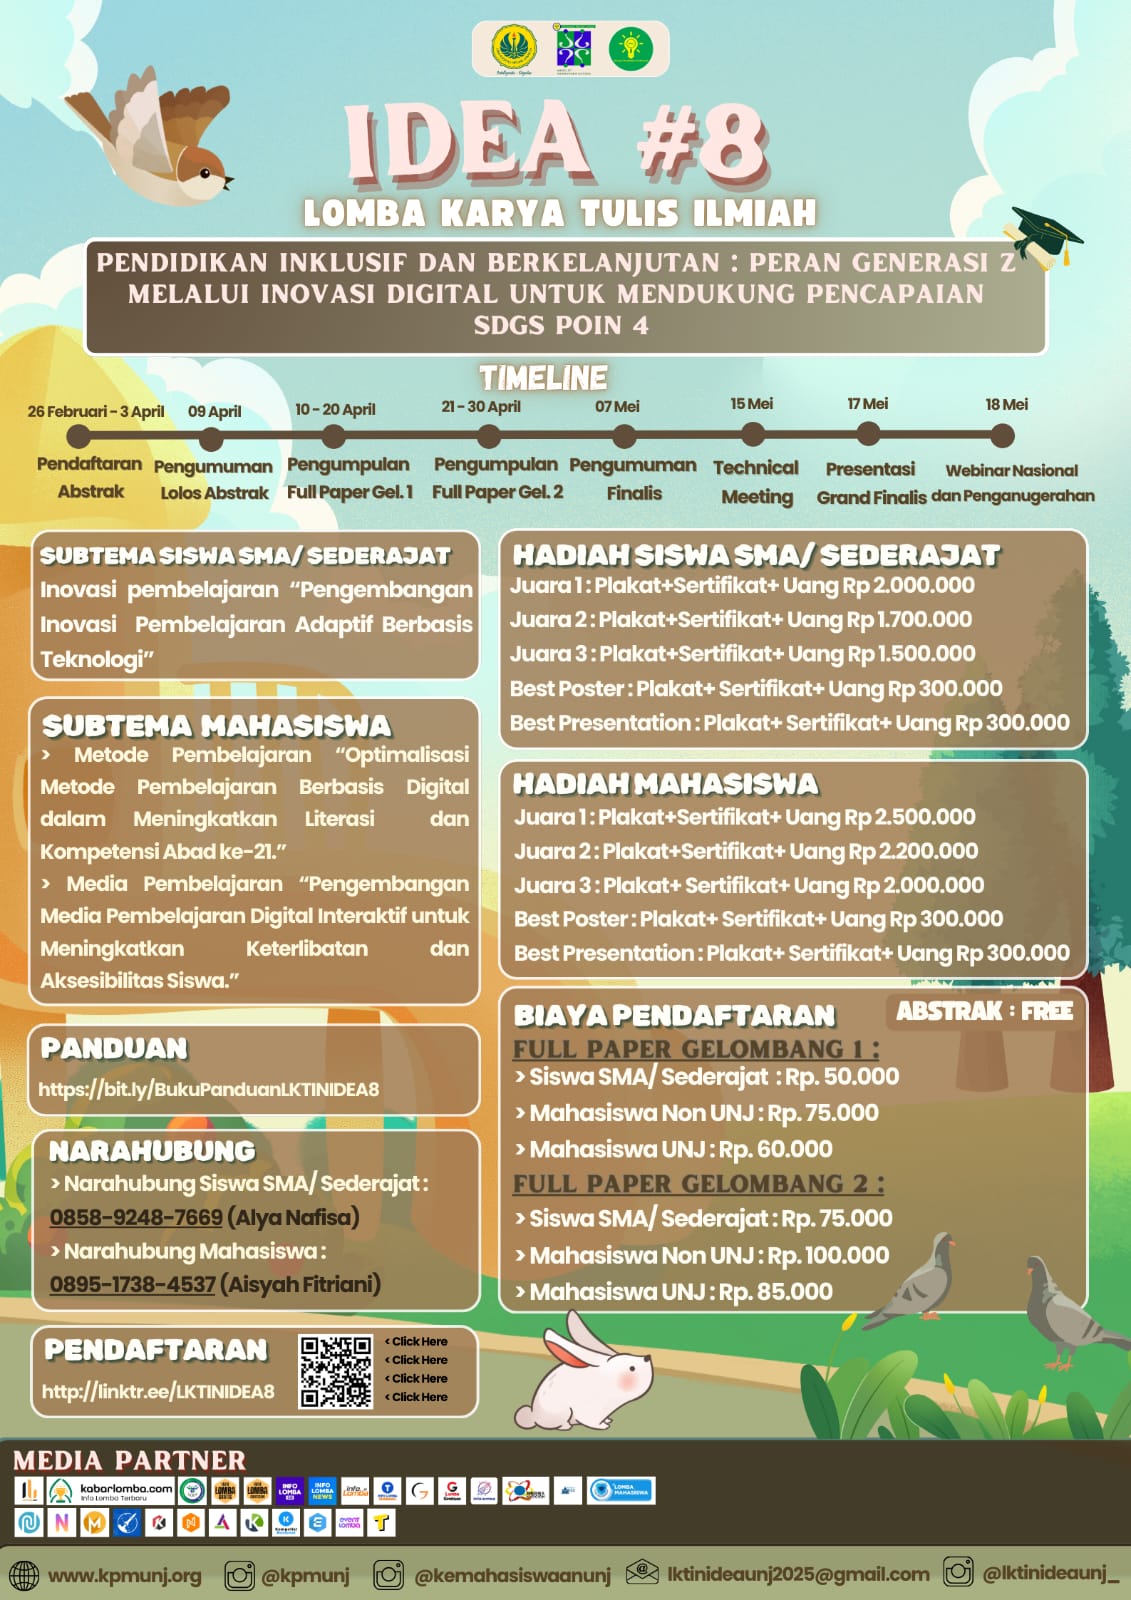 IDEA #8
LOMBA KARYA TULIS ILMIAH
PENDIDIKAN INKLUSIF DAN BERKELANJUTAN : PERAN GENERASI Z
MELALUI INOVASI DIGITAL UNTUK MENDUKUNG PENCAPAIAN
SDGS POIN 4
TIMELINE
26 Februari - 3 April
Pendaftaran
Abstrak
09 April
Pengumuman
Lolos Abstrak
10 - 20 April
Pengumpulan
Full Paper Gel. 1
21 - 30 April
Pengumpulan
Full Paper Gel. 2
07 Mei
Pengumuman
Finalis
15 Mei
Technical
Meeting
17 Mei
Presentasi
Grand Finalis
18 Mei
Webinar Nasional
dan Penganugerahan
SUBTEMA SISWA SMA/ SEDERAJAT
Inovasi pembelajaran “Pengembangan
Inovasi Pembelajaran Adaptif Berbasis
Teknologi”
SUBTEMA MAHASISWA
> Metode Pembelajaran “Optimalisasi
Metode Pembelajaran Berbasis Digital
dalam Meningkatkan Literasi dan
Kompetensi Abad ke-21.”
> Media Pembelajaran “Pengembangan
Media Pembelajaran Digital Interaktif untuk
Meningkatkan Keterlibatan dan
Aksesibilitas Siswa.”
PANDUAN
https://bit.ly/BukuPanduanLKTINIDEA8
NARAHUBUNG
> Narahubung Siswa SMA/ Sederajat :
0858-9248-7669 (Alya Nafisa)
> Narahubung Mahasiswa :
0895-1738-4537 (Aisyah Fitriani)
PENDAFTARAN
http://linktr.ee/LKTINIDEA8
< Click Here
< Click Here
< Click Here
< Click Here
HADIAH SISWA SMA/ SEDERAJAT
Juara 1 : Plakat+Sertifikat+ Uang Rp 2.000.000
Juara 2 : Plakat+Sertifikat+ Uang Rp 1.700.000
Juara 3 : Plakat+Sertifikat+ Uang Rp 1.500.000
Best Poster : Plakat+ Sertifikat+ Uang Rp 300.000
Best Presentation : Plakat+ Sertifikat+ Uang Rp 300.000
HADIAH MAHASISWA
Juara 1 : Plakat+Sertifikat+ Uang Rp 2.500.000
Juara 2 : Plakat+Sertifikat+ Uang Rp 2.200.000
Juara 3 : Plakat+ Sertifikat+ Uang Rp 2.000.000
Best Poster : Plakat+ Sertifikat+ Uang Rp 300.000
Best Presentation : Plakat+ Sertifikat+ Uang Rp 300.000
BIAYA PENDAFTARAN
ABSTRAK : FREE
FULL PAPER GELOMBANG 1 :
> Siswa SMA/ Sederajat : Rp. 50.000
> Mahasiswa Non UNJ : Rp. 75.000
> Mahasiswa UNJ : Rp. 60.000
FULL PAPER GELOMBANG 2 :
> Siswa SMA/ Sederajat : Rp. 75.000
> Mahasiswa Non UNJ : Rp. 100.000
> Mahasiswa UNJ : Rp. 85.000
MEDIA PARTNER
kabarlomba.com
Info Lomba Terbaru
INFO LOMBA
INFO LOMBA NEWS
LOMBA MAHASISWA
event lomba
www.kpmunj.org
@kpmunj
@kemahasiswaanunj
lktinideaunj2025@gmail.com
@lktinideaunj_